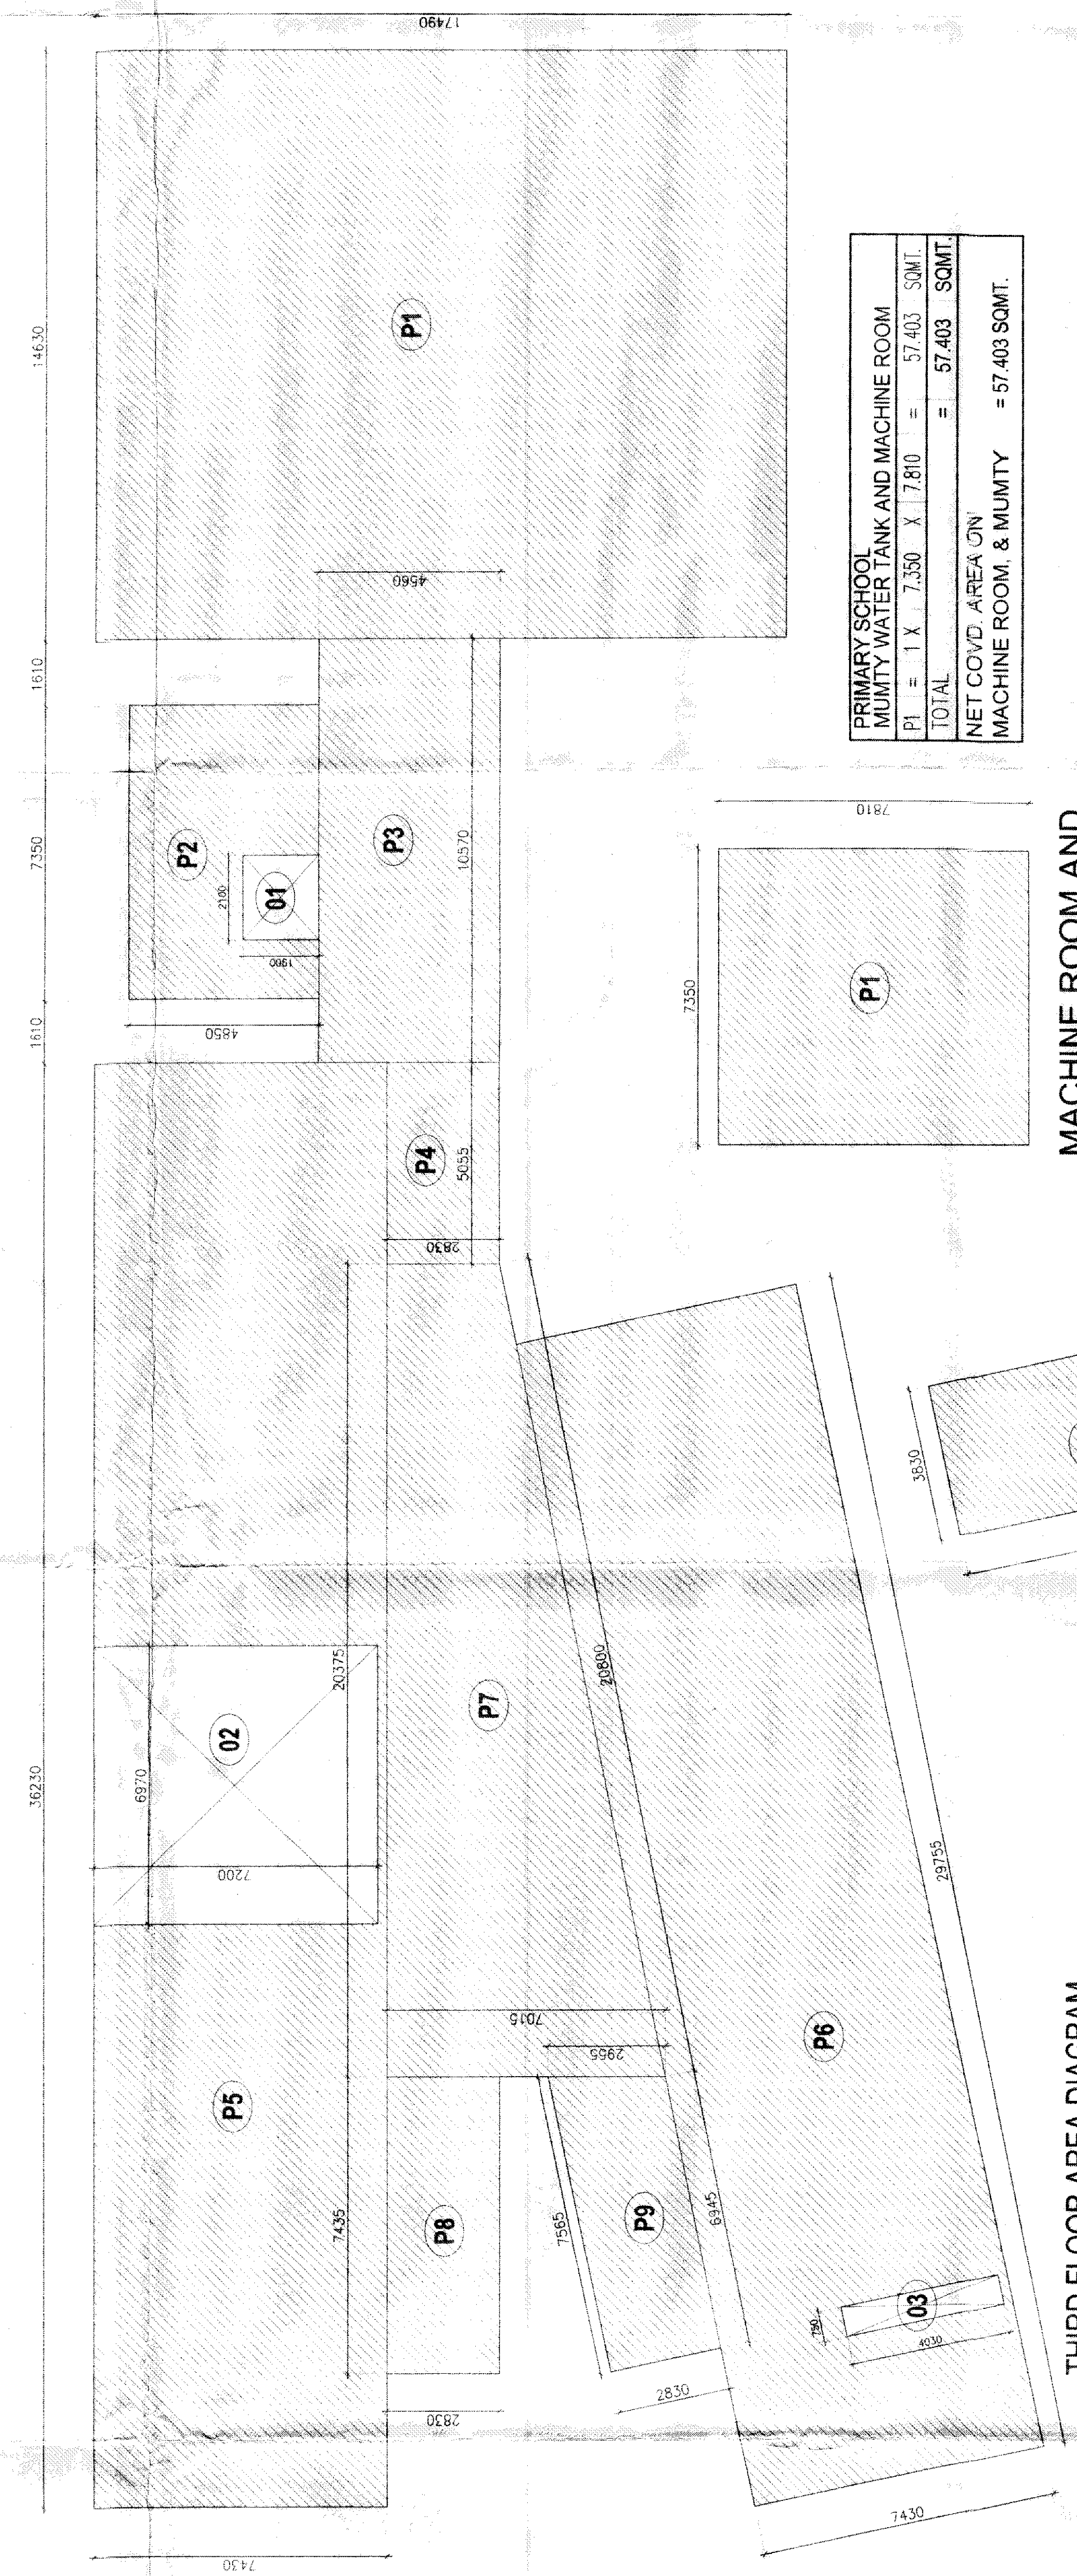 17490
14630
1610
7350
1610
36230
P1
4560
P2
01
2100
1900
4850
P3
10570
P4
5055
2830
20375
02
6970
7200
P5
P7
7015
2955
7435
P8
2830
7430
20800
6945
7565
P9
2830
P6
03
750
4030
29755
7430
3830
7350
7810
P1
PRIMARY SCHOOL
MUMTY WATER TANK AND MACHINE ROOM
P1 = 1 X 7.350 X 7.810 = 57.403 SQMT.
TOTAL = 57.403 SQMT.
NET COVD. AREA ON
MACHINE ROOM, & MUMTY = 57.403 SQMT.
MACHINE ROOM AND
THIRD FLOOR AREA DIAGRAM